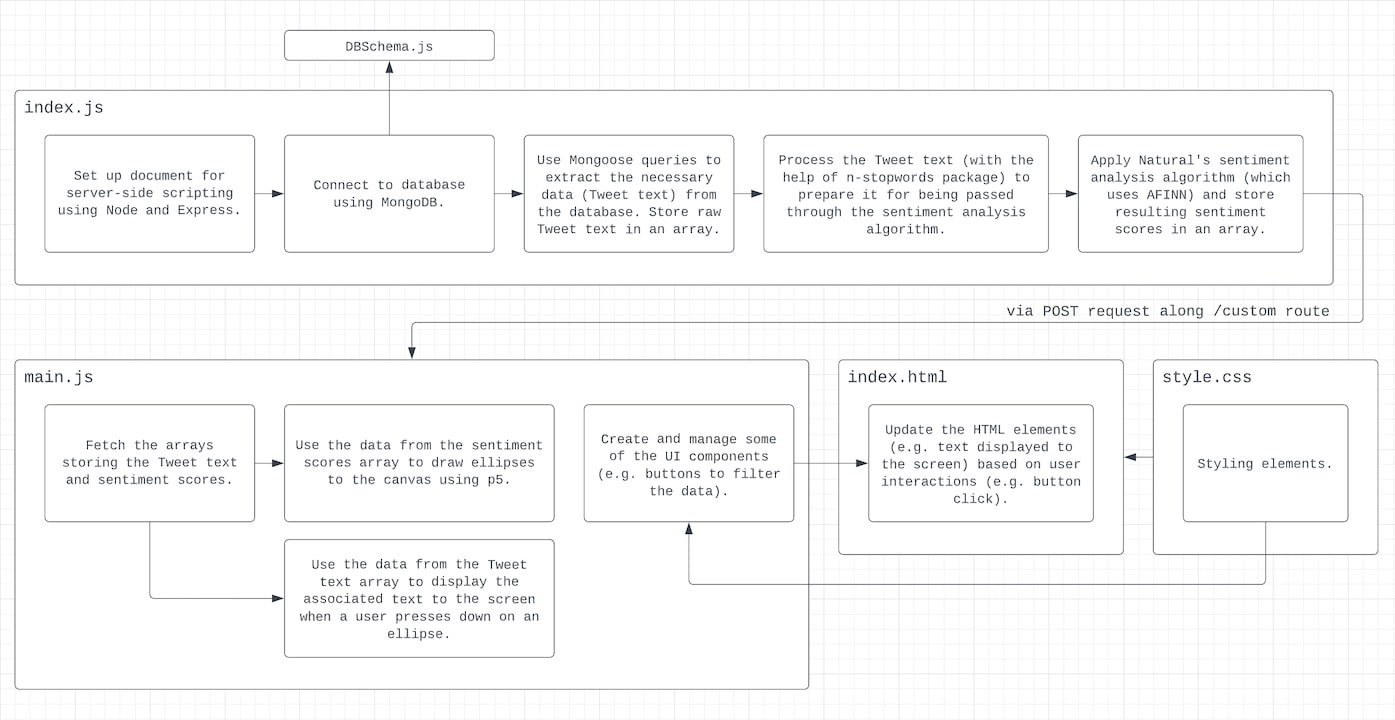 DBSchema.js
index.js
Set up document for
server-side scripting
using Node and Express.
Connect to database
using MongoDB.
Use Mongoose queries to
extract the necessary
data (Tweet text) from
the database. Store raw
Tweet text in an array.
Process the Tweet text (with the
help of n-stopwords package) to
prepare it for being passed
through the sentiment analysis
algorithm.
Apply Natural's sentiment
analysis algorithm (which
uses AFINN) and store
resulting sentiment
scores in an array.
via POST request along /custom route
main.js
Fetch the arrays
storing the Tweet text
and sentiment scores.
Use the data from the sentiment
scores array to draw ellipses
to the canvas using p5.
Use the data from the Tweet
text array to display the
associated text to the screen
when a user presses down on an
ellipse.
Create and manage some
of the UI components
(e.g. buttons to filter
the data).
index.html
Update the HTML elements
(e.g. text displayed to
the screen) based on user
interactions (e.g. button
click).
style.css
Styling elements.